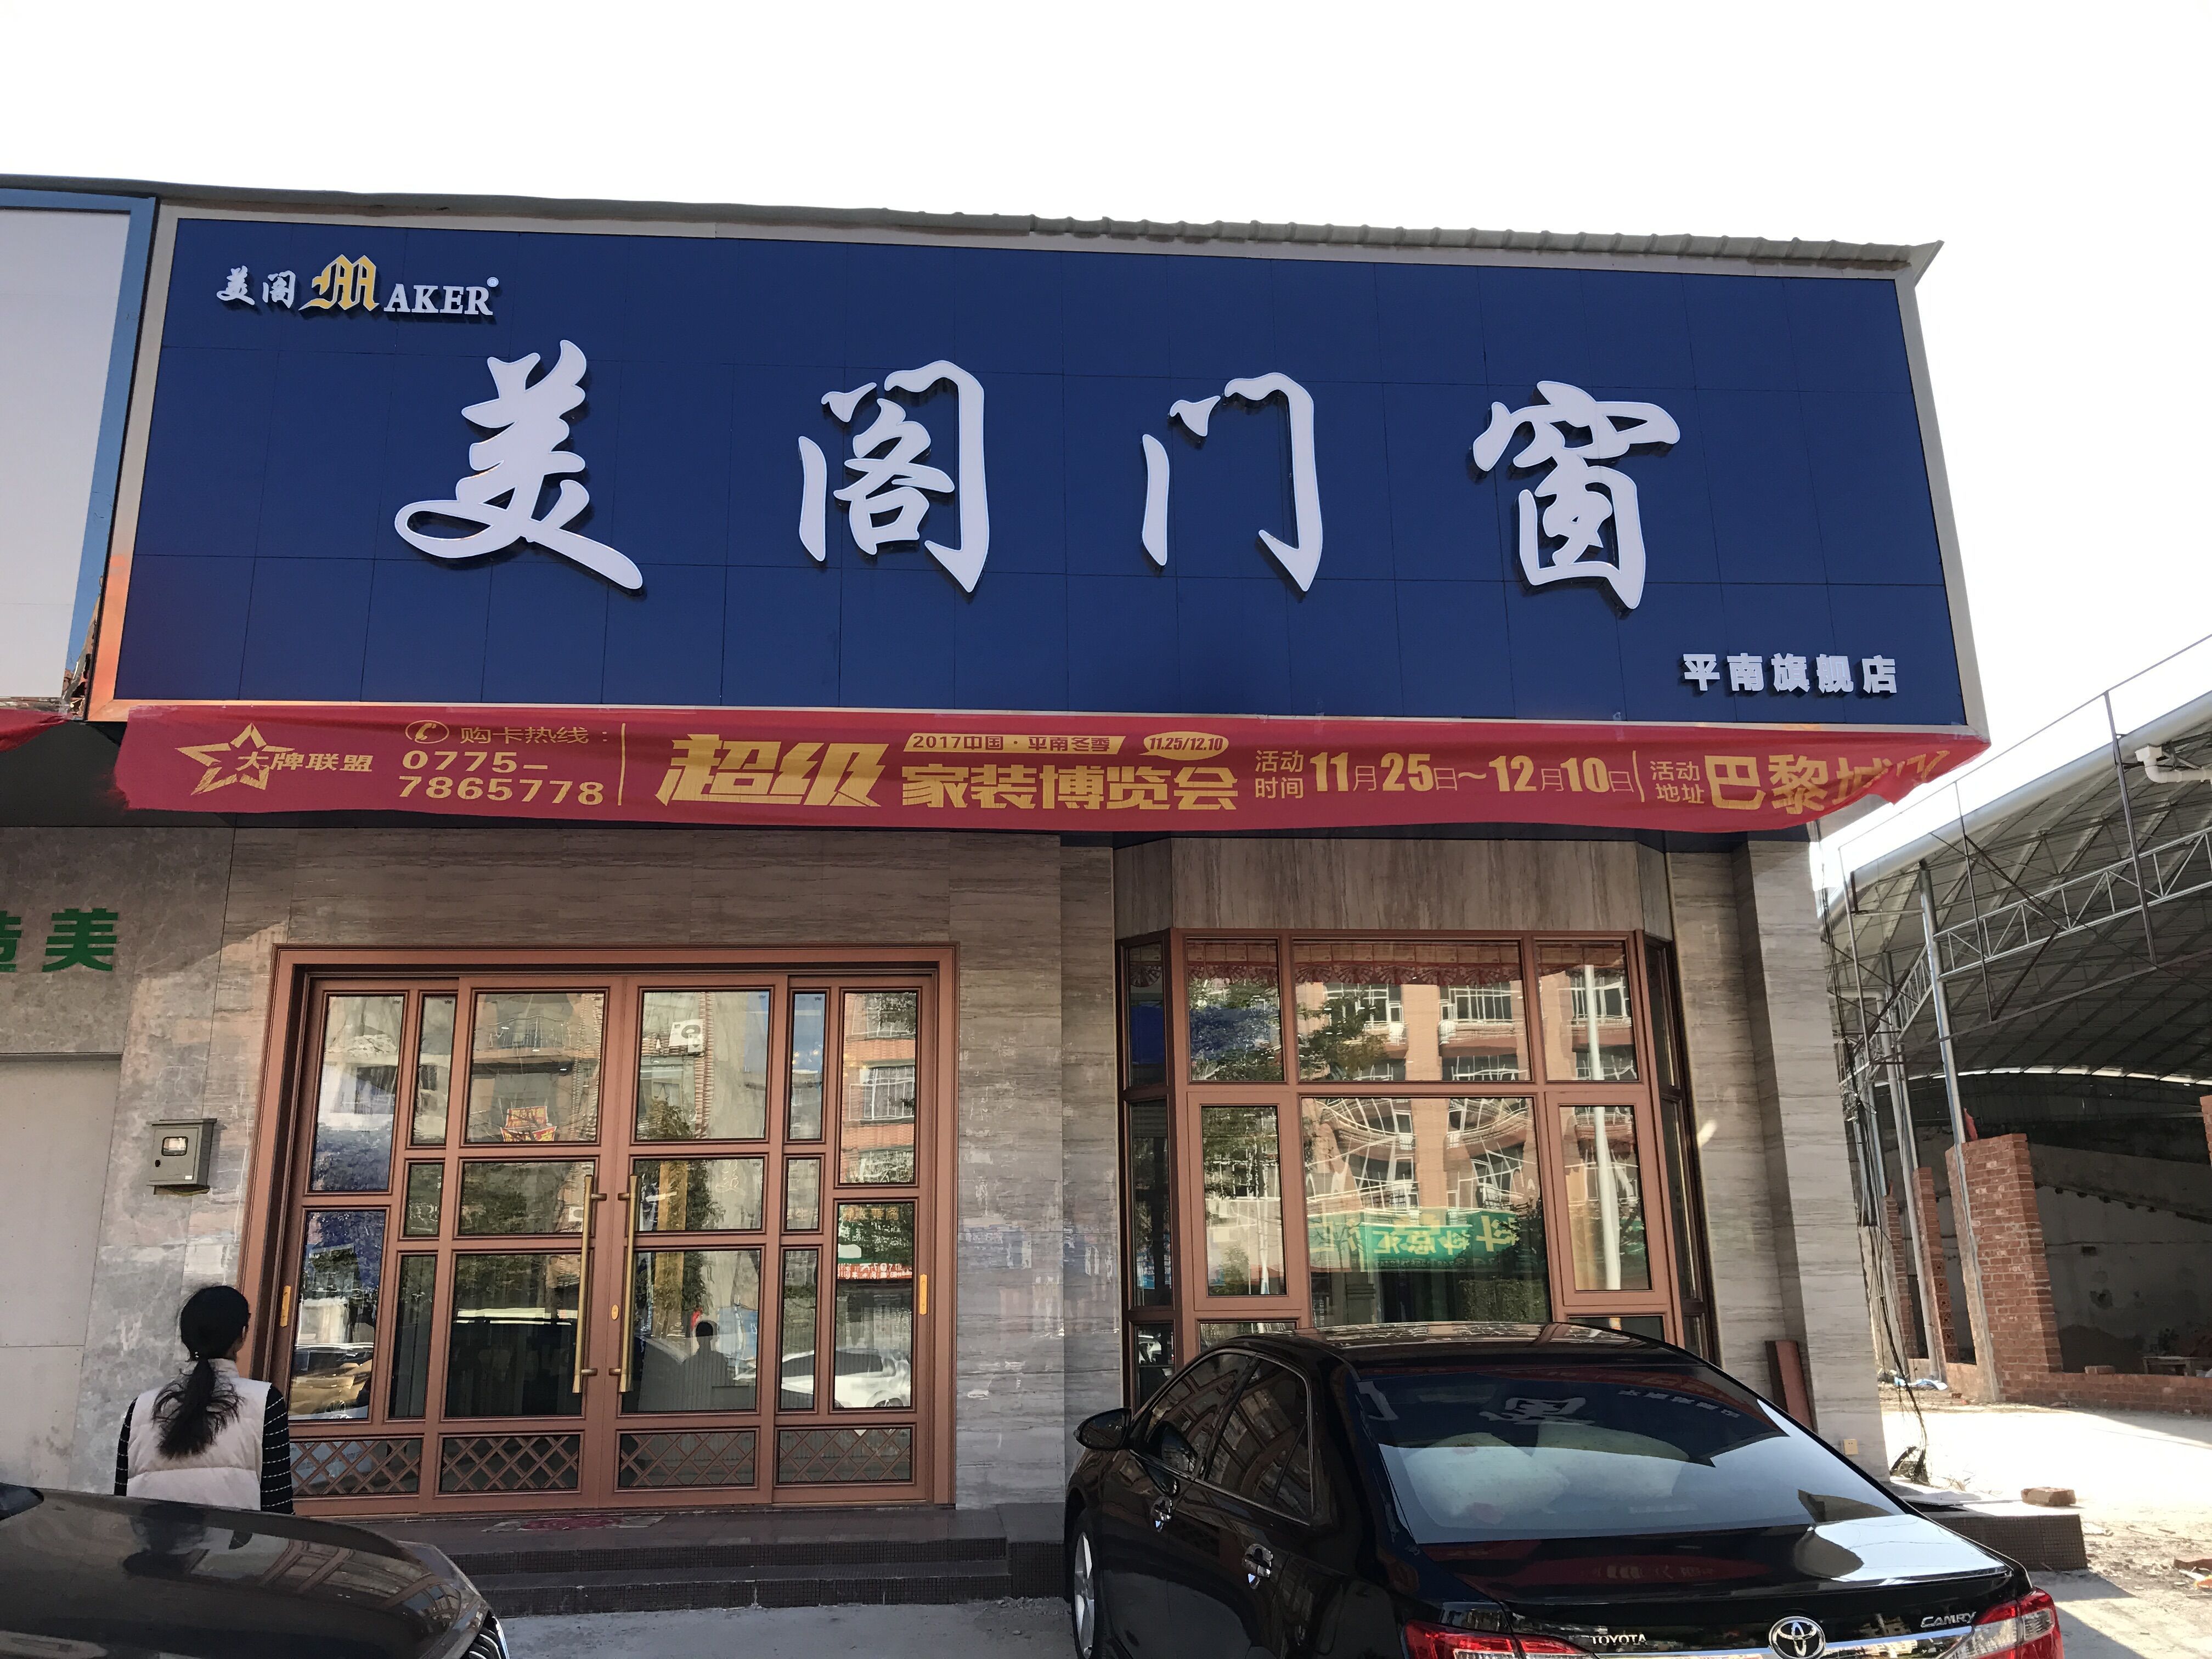 美阁 MAKER
美阁门窗
平南旗舰店
大牌联盟
购卡热线：
0775-
7865778
超级
2017中国·平南冬季
11.25/12.10
家装博览会
活动时间
11月25日～12月10日
活动地址
巴黎城
美
TOYOTA
CAMRY